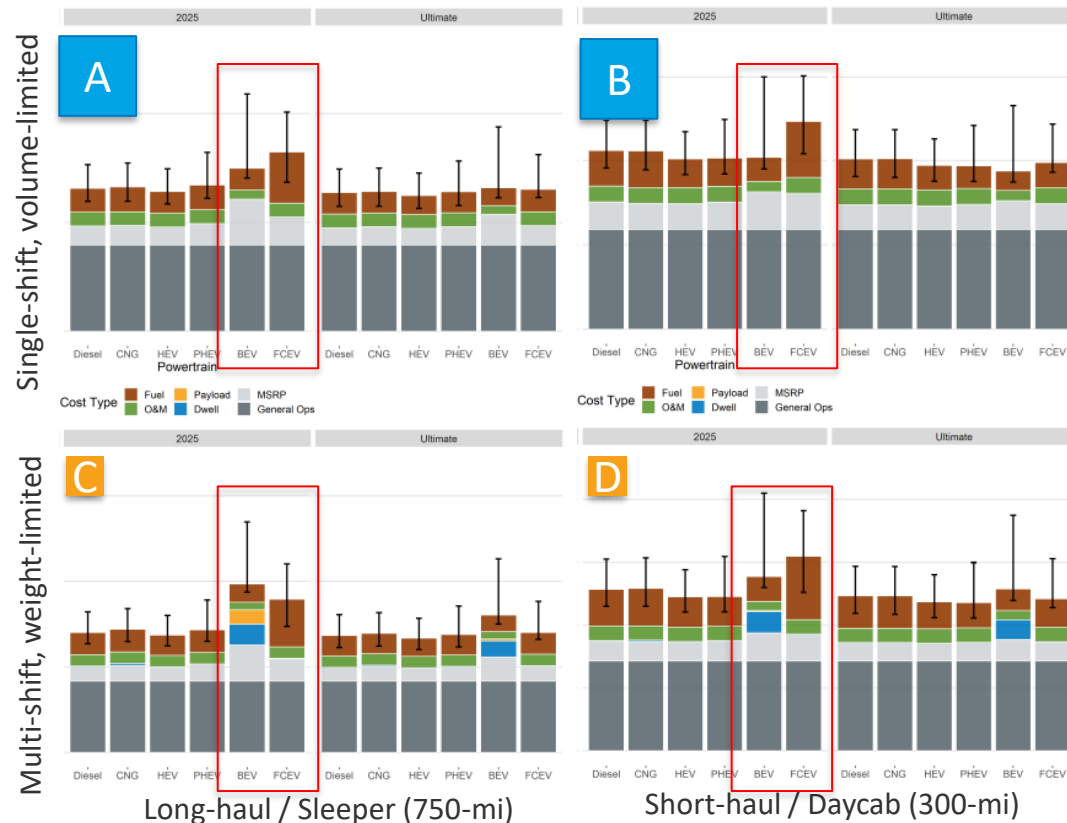 2025 Ultimate
A
Single-shift, volume-limited
Diesel CNG HEV PHEV BEV FCEV Diesel CNG HEV PHEV BEV FCEV
Powertrain
Cost Type Fuel Payload MSRP
O&M Dwell General Ops
2025 Ultimate
B
Diesel CNG HEV PHEV BEV FCEV Diesel CNG HEV PHEV BEV FCEV
Powertrain
Cost Type Fuel Payload MSRP
O&M Dwell General Ops
2025 Ultimate
C
Multi-shift, weight-limited
Diesel CNG HEV PHEV BEV FCEV Diesel CNG HEV PHEV BEV FCEV
Long-haul / Sleeper (750-mi)
2025 Ultimate
D
Diesel CNG HEV PHEV BEV FCEV Diesel CNG HEV PHEV BEV FCEV
Short-haul / Daycab (300-mi)